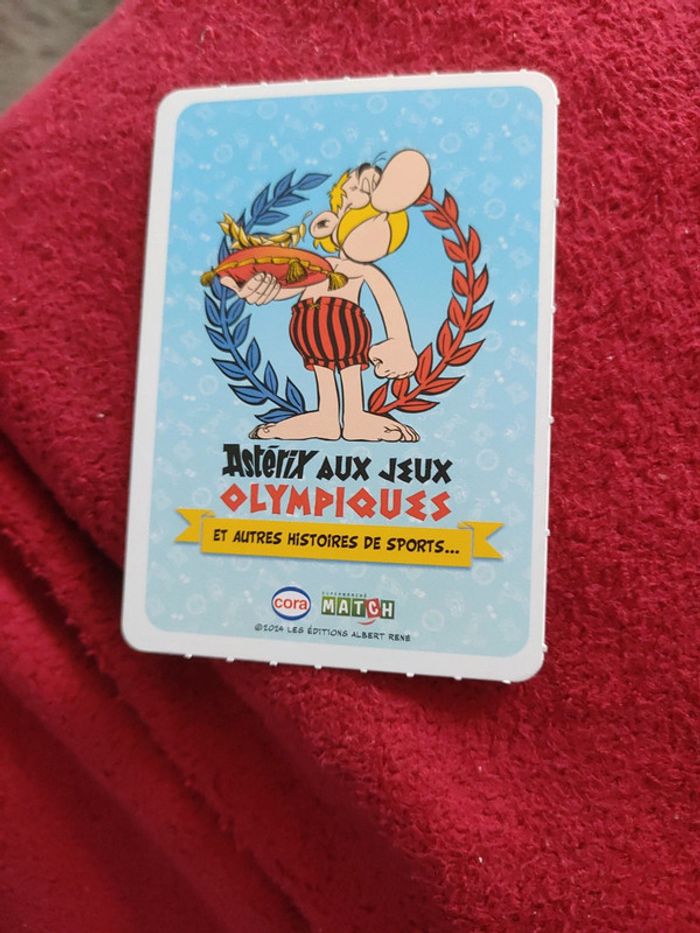 Astérix AUX JEUX
OLYMPIQUES
ET AUTRES HISTOIRES DE SPORTS...
cora
SUPERMARCHÉ
MATCH
©2024 LES ÉDITIONS ALBERT RENÉ